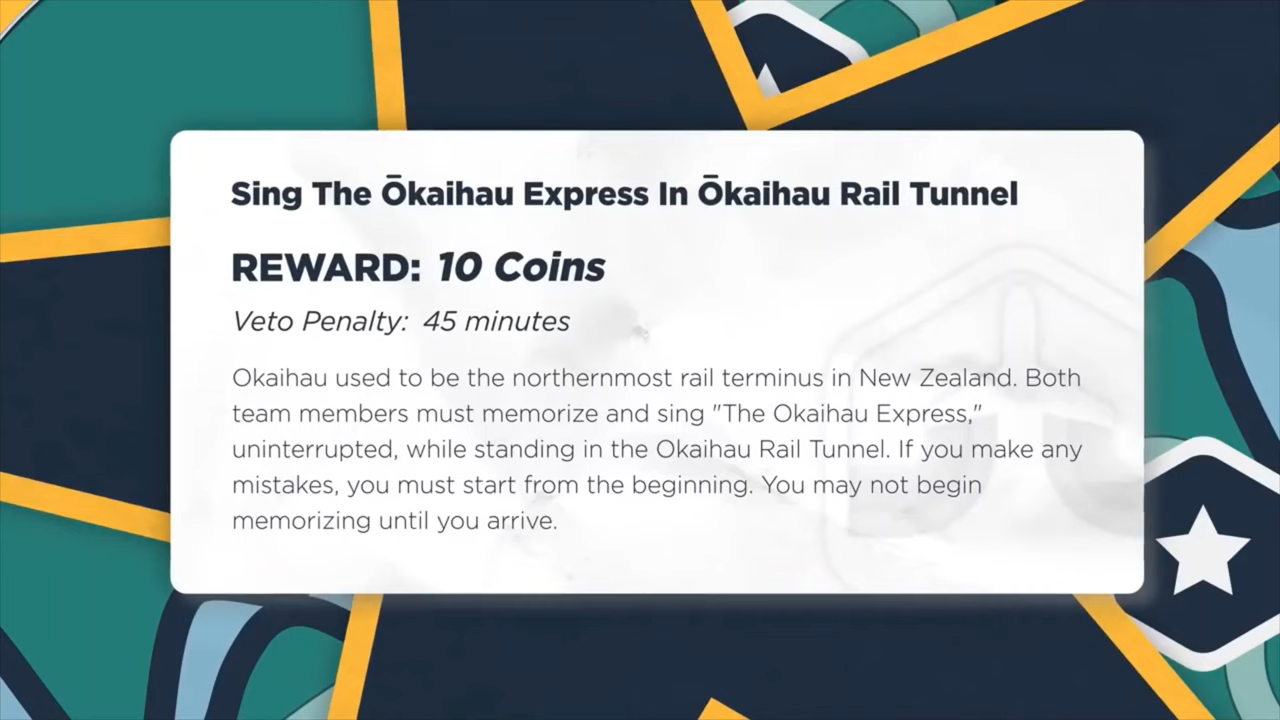 Sing The Ōkaihau Express In Ōkaihau Rail Tunnel
REWARD: 10 Coins
Veto Penalty: 45 minutes
Okaihau used to be the northernmost rail terminus in New Zealand. Both
team members must memorize and sing "The Okaihau Express,"
uninterrupted, while standing in the Okaihau Rail Tunnel. If you make any
mistakes, you must start from the beginning. You may not begin
memorizing until you arrive.